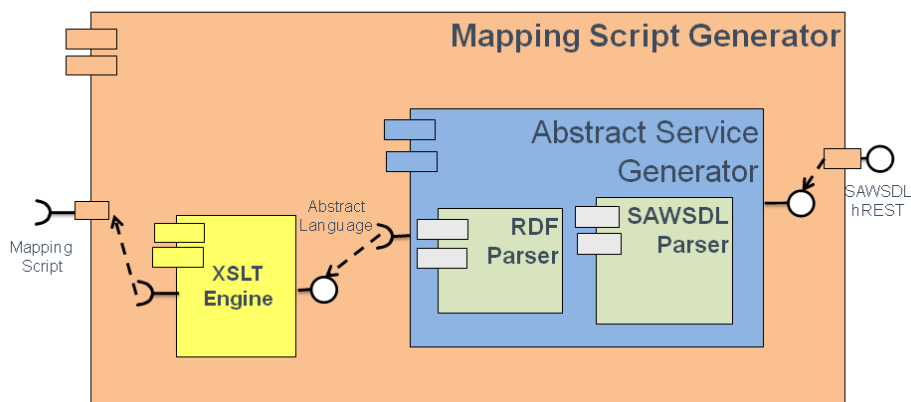 Mapping Script Generator
Abstract Service
Generator
SAWSDL
hREST
Abstract
Language
RDF
Parser
SAWSDL
Parser
Mapping
Script
XSLT
Engine